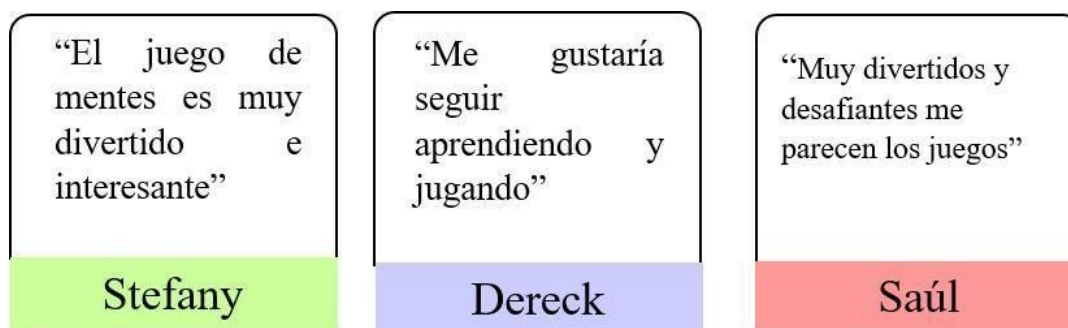 “El juego de
mentes es muy
divertido e
interesante”
Stefany
“Me gustaría
seguir
aprendiendo y
jugando”
Dereck
“Muy divertidos y
desafiantes me
parecen los juegos”
Saúl